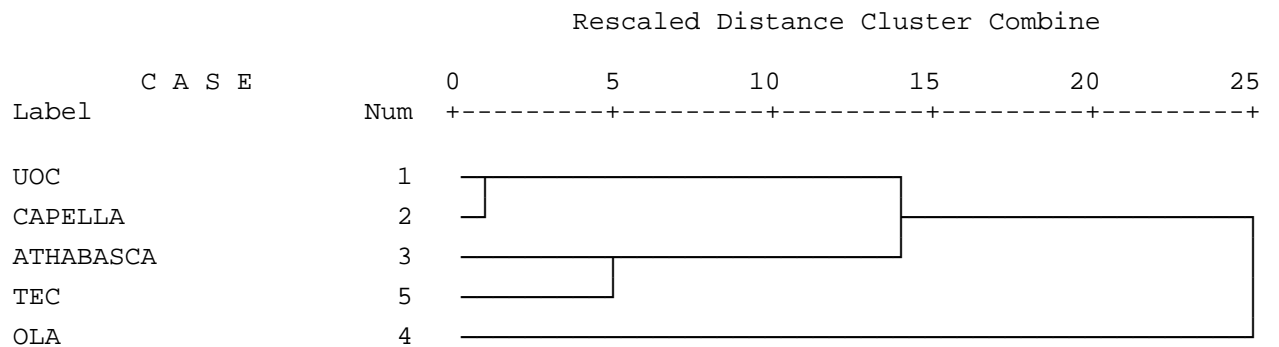 Rescaled Distance Cluster Combine
C A S E 0 5 10 15 20 25
Label Num +---------+---------+---------+---------+---------+
UOC 1
CAPELLA 2
ATHABASCA 3
TEC 5
OLA 4